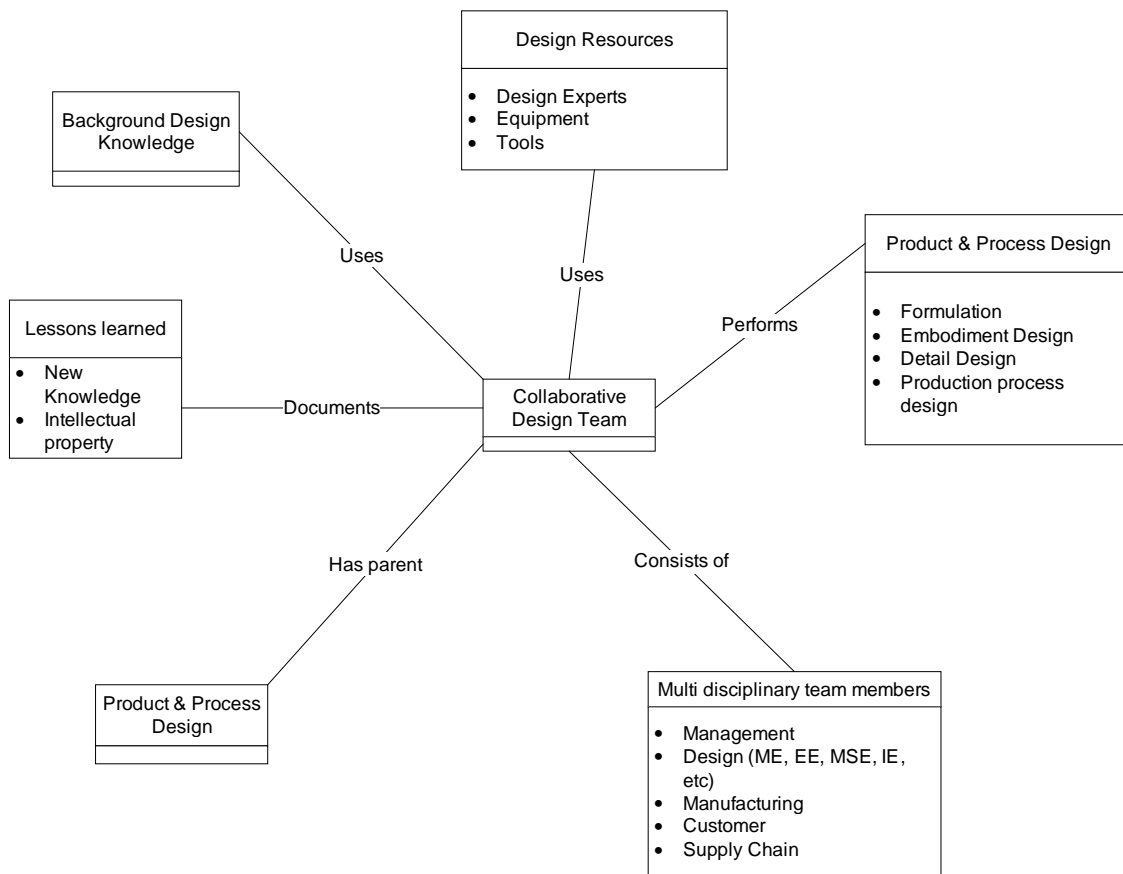 Design Resources
• Design Experts
• Equipment
• Tools
Background Design
Knowledge
Product & Process Design
• Formulation
• Embodiment Design
• Detail Design
• Production process
design
Uses
Uses
Lessons learned
• New
Knowledge
• Intellectual
property
Performs
Documents
Collaborative
Design Team
Has parent
Consists of
Product & Process
Design
Multi disciplinary team members
• Management
• Design (ME, EE, MSE, IE,
etc)
• Manufacturing
• Customer
• Supply Chain